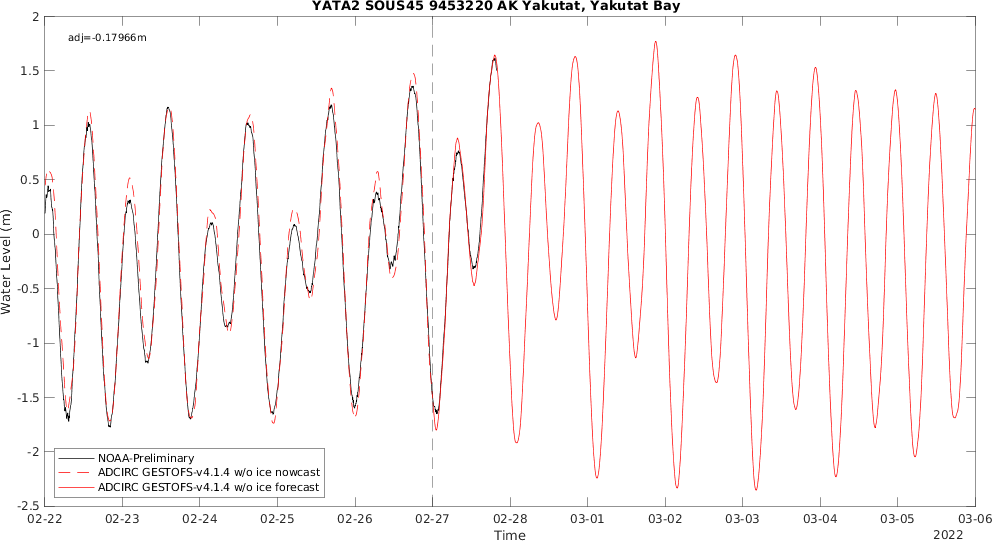 YATA2 SOUS45 9453220 AK Yakutat, Yakutat Bay
adj=-0.17966m
2
1.5
1
0.5
0
-0.5
-1
-1.5
-2
-2.5
Water Level (m)
NOAA-Preliminary
ADCIRC GESTOFS-v4.1.4 w/o ice nowcast
ADCIRC GESTOFS-v4.1.4 w/o ice forecast
02-22 02-23 02-24 02-25 02-26 02-27 02-28 03-01 03-02 03-03 03-04 03-05 03-06
Time
2022